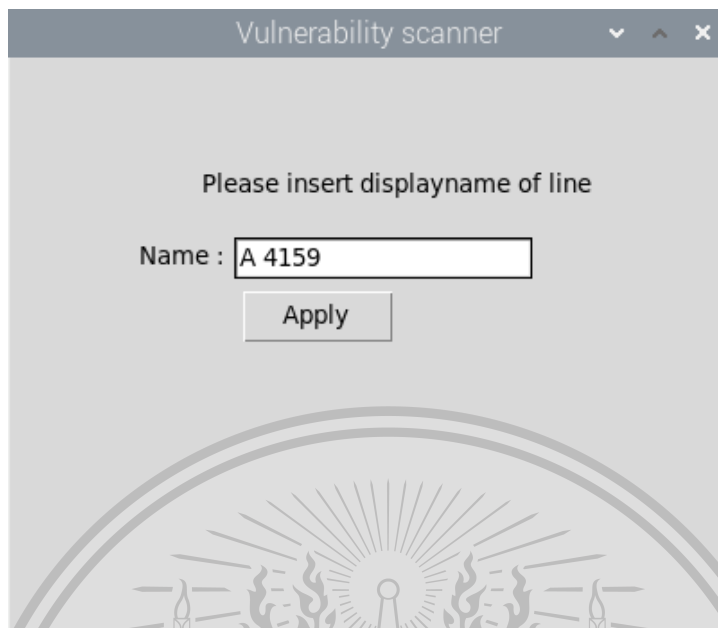 Vulnerability scanner
Please insert displayname of line
Name : A 4159
Apply